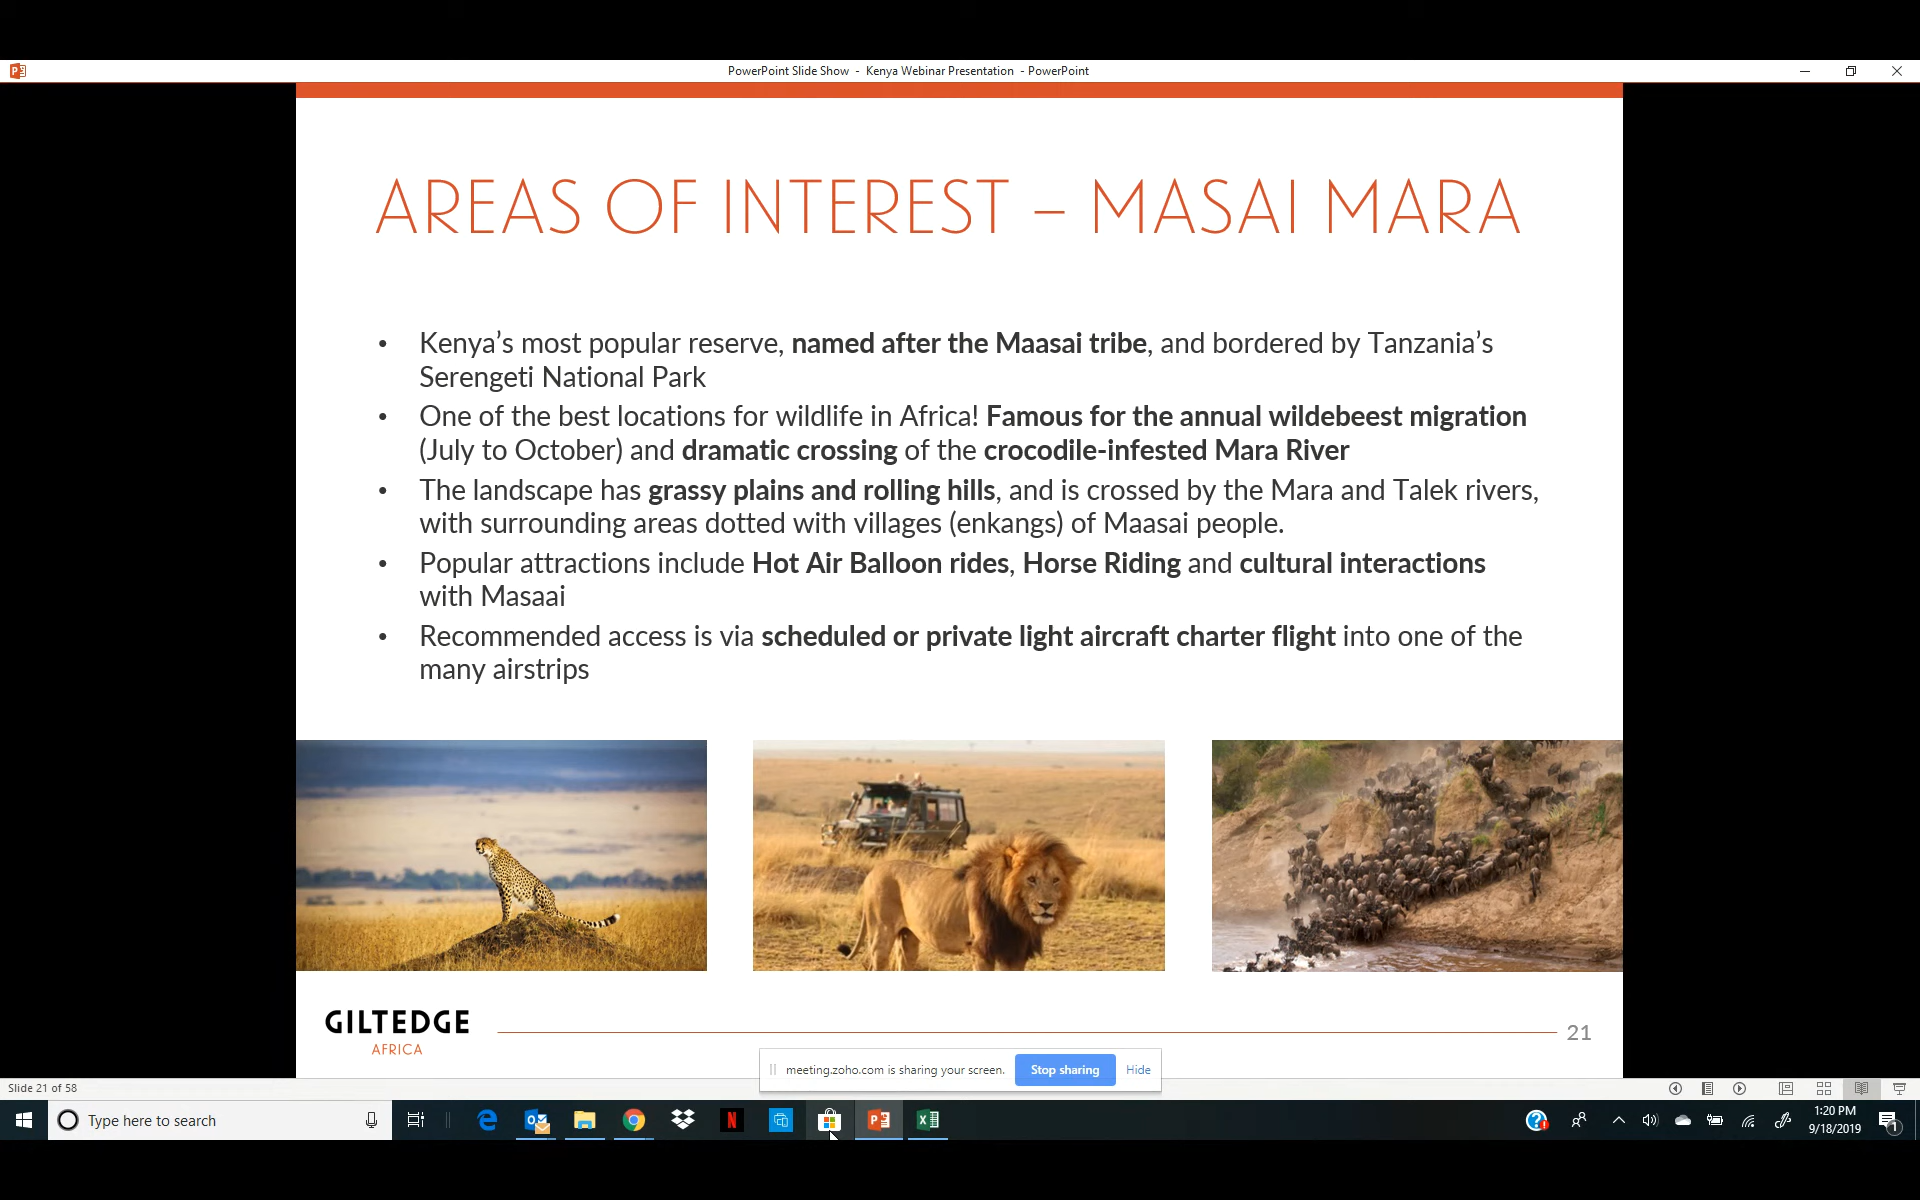 PowerPoint Slide Show - Kenya Webinar Presentation - PowerPoint
AREAS OF INTEREST – MASAI MARA
• Kenya’s most popular reserve, named after the Maasai tribe, and bordered by Tanzania’s
Serengeti National Park
• One of the best locations for wildlife in Africa! Famous for the annual wildebeest migration
(July to October) and dramatic crossing of the crocodile-infested Mara River
• The landscape has grassy plains and rolling hills, and is crossed by the Mara and Talek rivers,
with surrounding areas dotted with villages (enkangs) of Maasai people.
• Popular attractions include Hot Air Balloon rides, Horse Riding and cultural interactions
with Masaai
• Recommended access is via scheduled or private light aircraft charter flight into one of the
many airstrips
GILTEDGE
AFRICA
21
meeting.zoho.com is sharing your screen. Stop sharing Hide
Slide 21 of 58
Type here to search
1:20 PM
9/18/2019
1